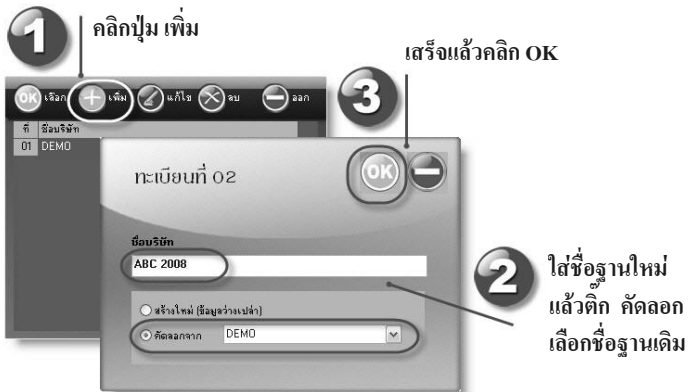 1 คลิกปุ่ม เพิ่ม
เสร็จแล้วคลิก OK
3
OK เลือก เพิ่ม แก้ไข ลบ ออก
ที่ ชื่อบริษัท
01 DEMO
ทะเบียนที่ 02
OK
ชื่อบริษัท
ABC 2008
สร้างใหม่ (ข้อมูลว่างเปล่า)
คัดลอกจาก DEMO
2
ใส่ชื่อฐานใหม่
แล้วติ๊ก คัดลอก
เลือกชื่อฐานเดิม